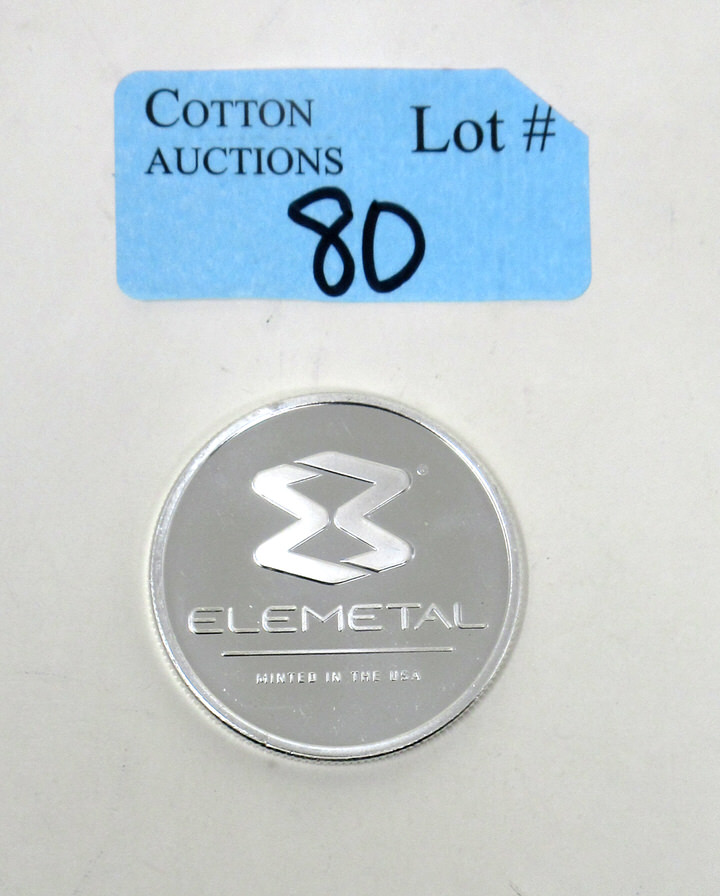 COTTON
AUCTIONS
Lot #
80
®
ELEMETAL
MINTED IN THE USA